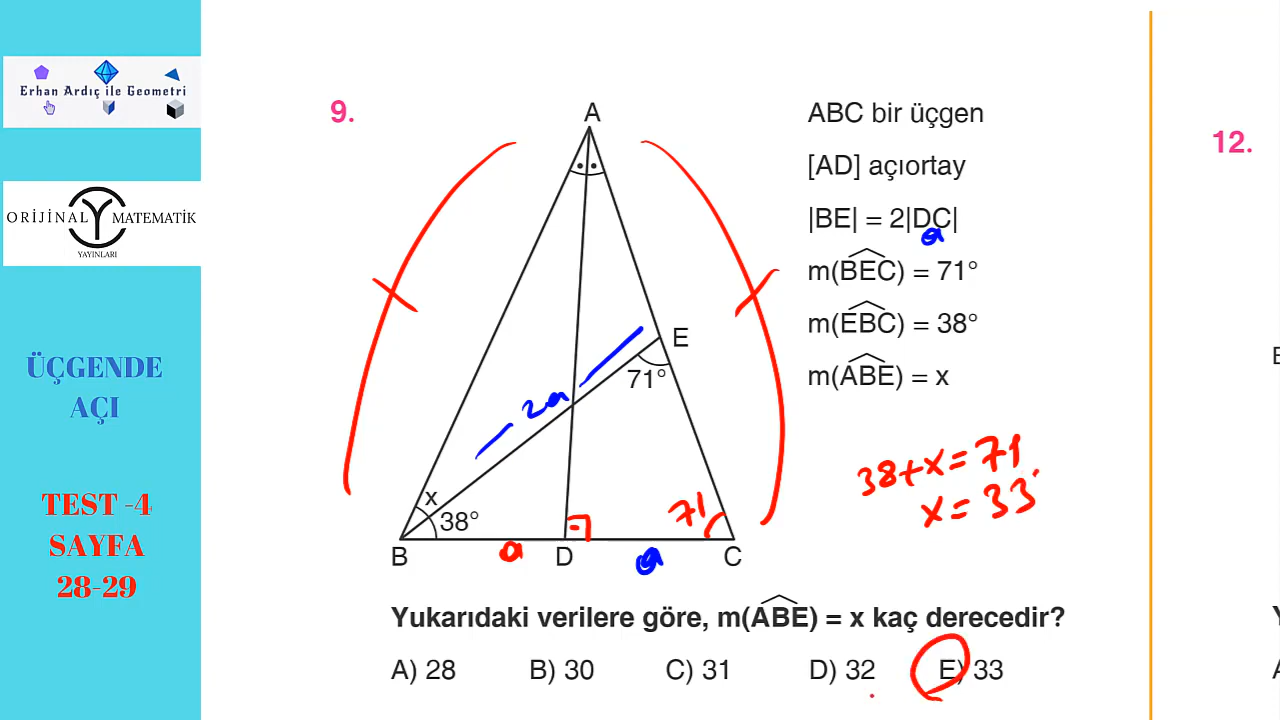 Erhan Ardıç ile Geometri
ORİJİNAL Y MATEMATİK
YAYINLARI
ÜÇGENDE
AÇI
TEST -4
SAYFA
28-29
9.
A
ABC bir üçgen
[AD] açıortay
|BE| = 2|DC|
a
m(BEC) = 71°
m(EBC) = 38°
m(ABE) = x
E
71°
2a
38+x=71
x=33
x
38°
71
B
a
D
a
C
Yukarıdaki verilere göre, m(ABE) = x kaç derecedir?
A) 28 B) 30 C) 31 D) 32 E) 33
12.